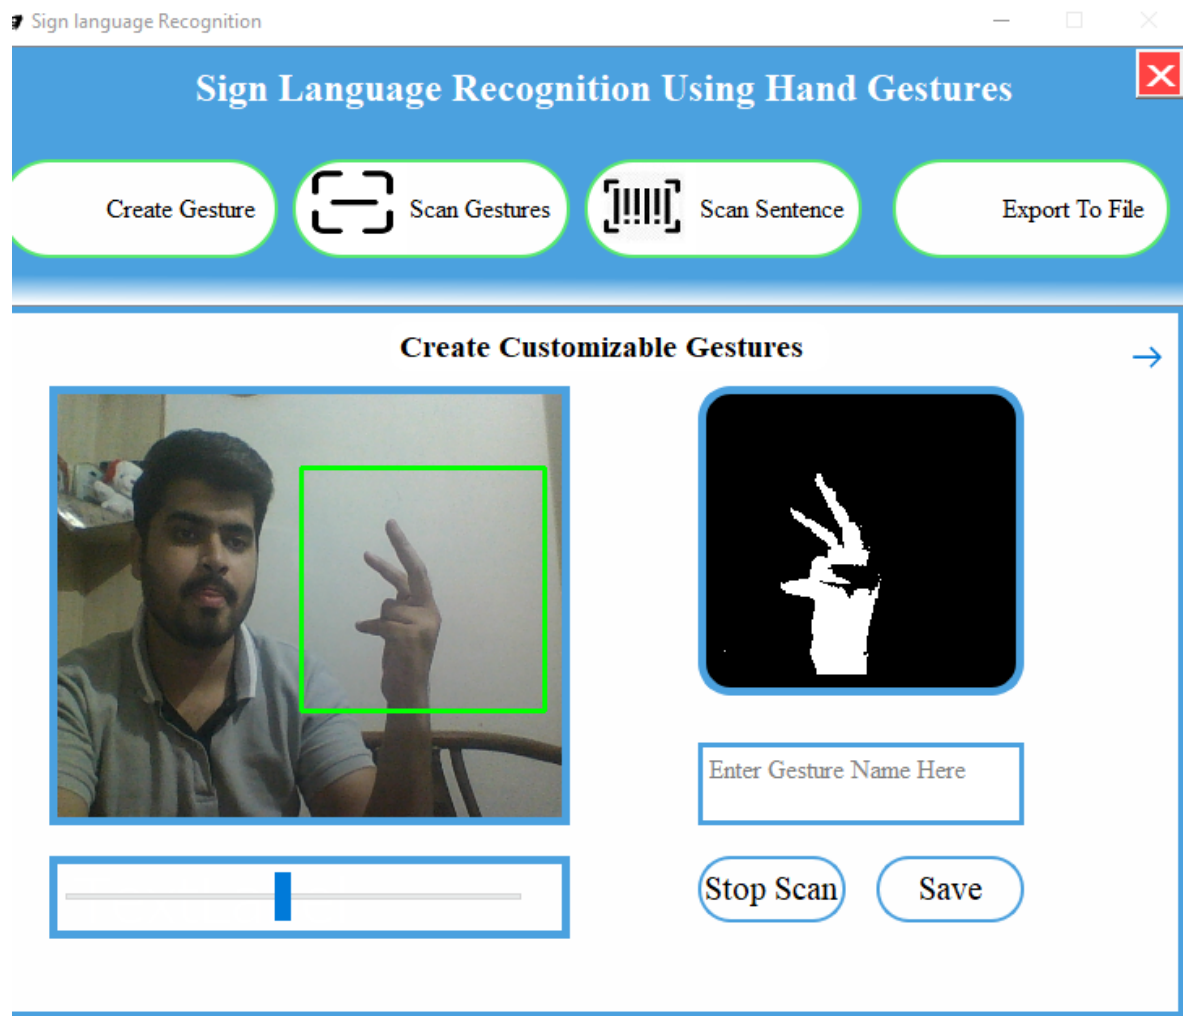 Sign language Recognition
Sign Language Recognition Using Hand Gestures
Create Gesture
Scan Gestures
Scan Sentence
Export To File
Create Customizable Gestures
Enter Gesture Name Here
Stop Scan
Save